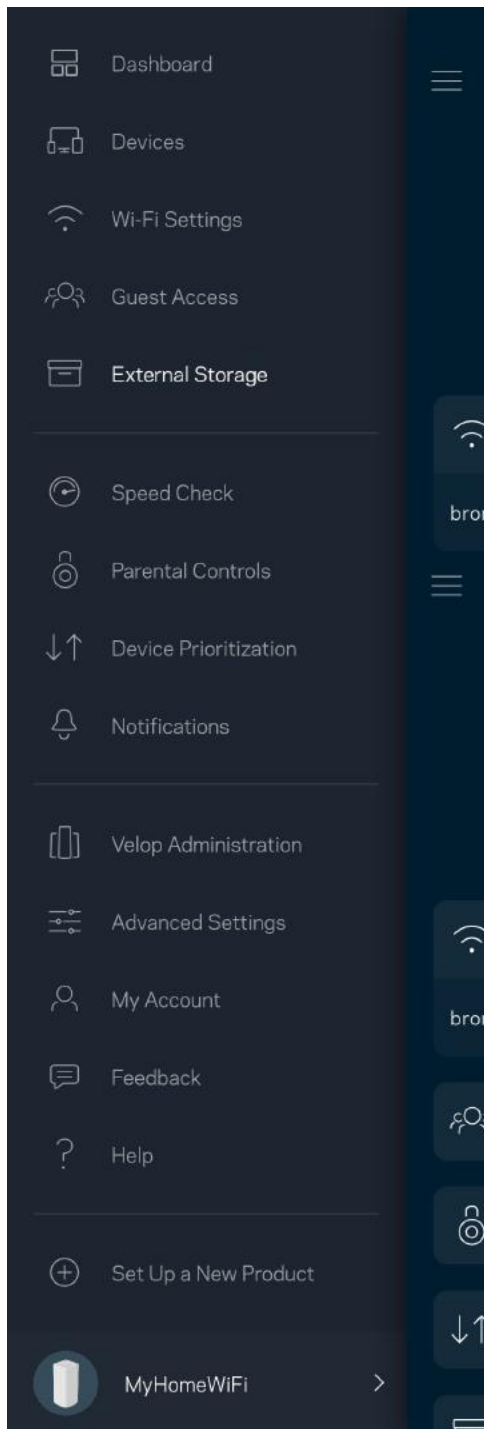 Dashboard
Devices
Wi-Fi Settings
Guest Access
External Storage
Speed Check
Parental Controls
Device Prioritization
Notifications
Velop Administration
Advanced Settings
My Account
Feedback
Help
Set Up a New Product
MyHomeWiFi